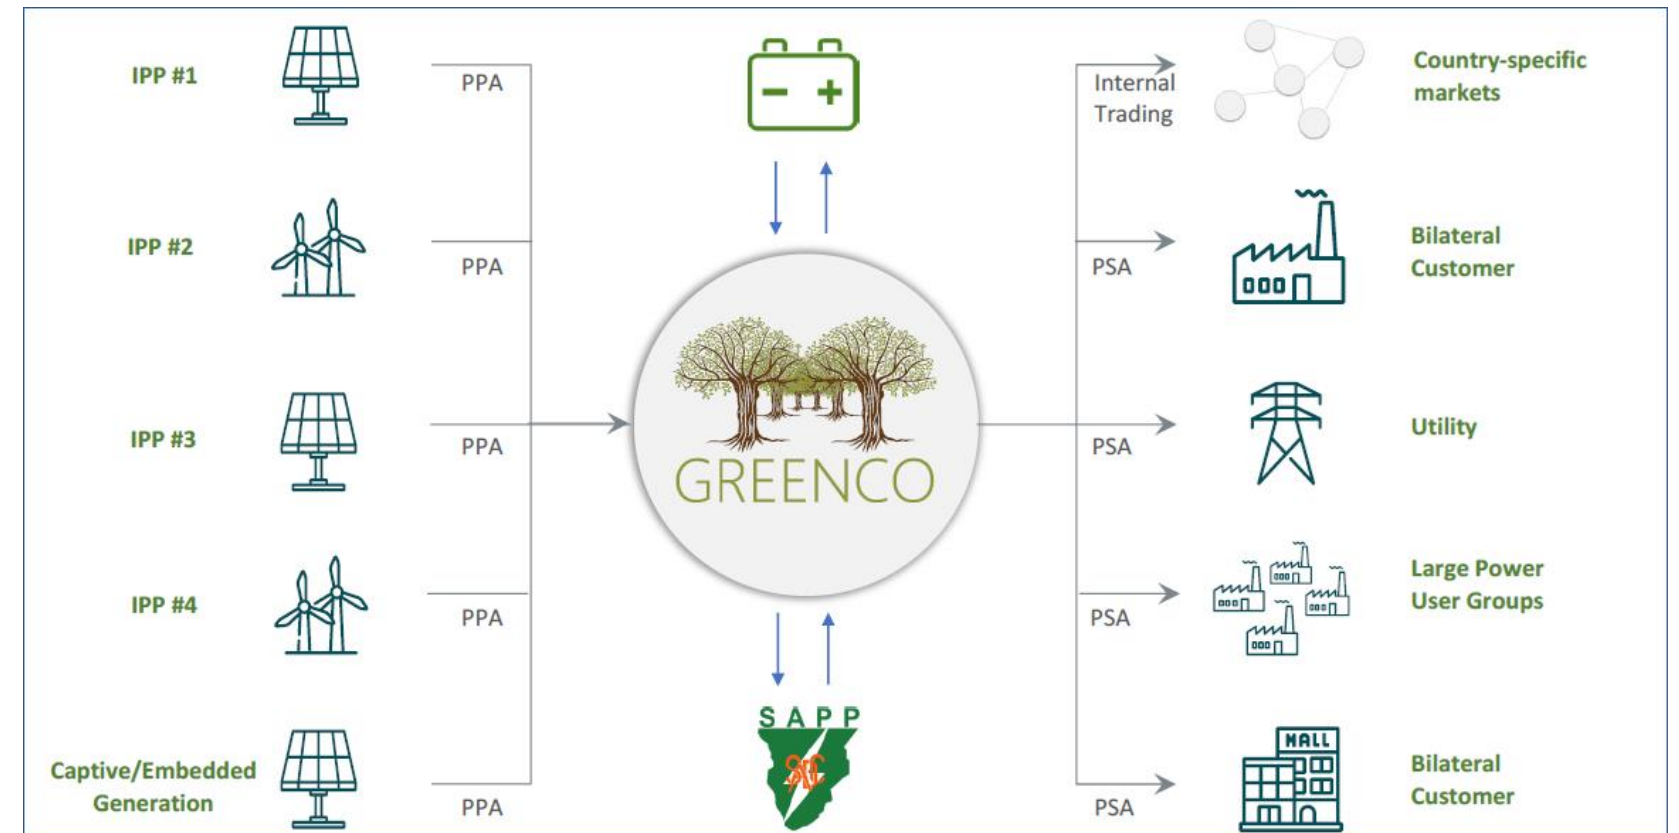 IPP #1
PPA
IPP #2
PPA
IPP #3
PPA
IPP #4
PPA
Captive/Embedded
Generation
PPA
GREENCO
S A P P
Internal
Trading
Country-specific
markets
PSA
Bilateral
Customer
PSA
Utility
PSA
Large Power
User Groups
PSA
MALL
Bilateral
Customer